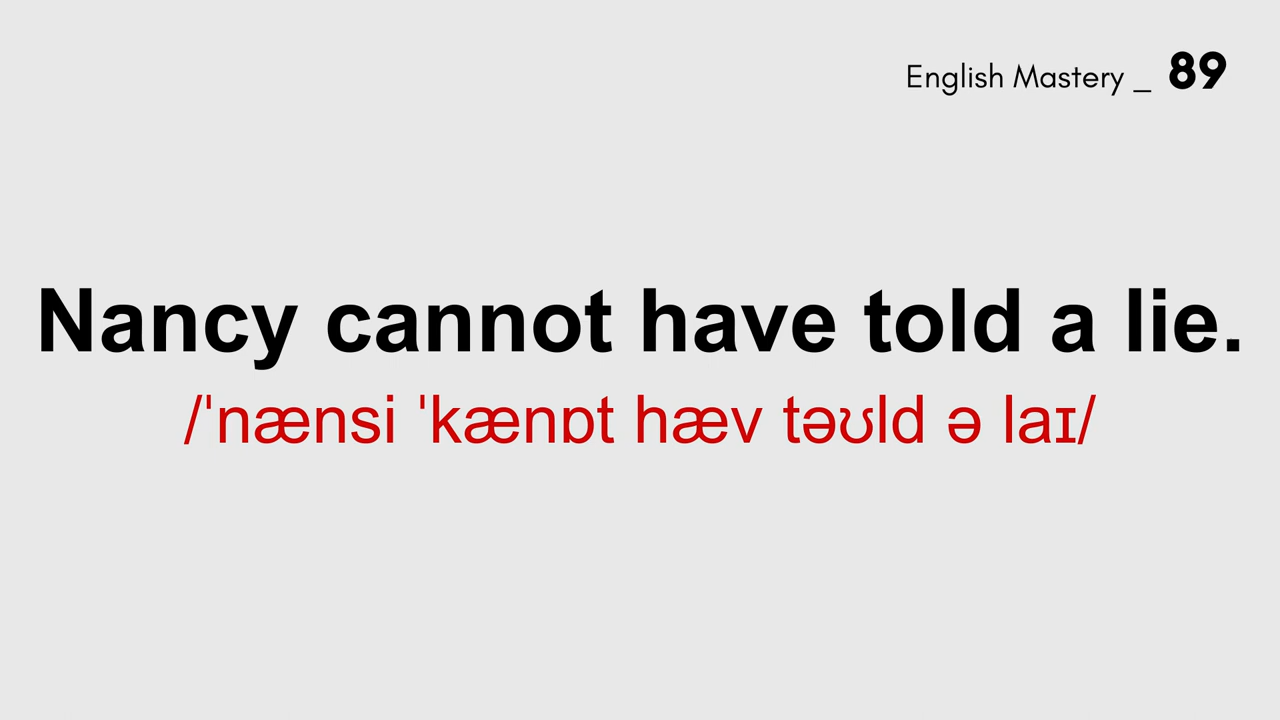 English Mastery _ 89
Nancy cannot have told a lie.
/ˈnænsi ˈkænɒt hæv təʊld ə laɪ/